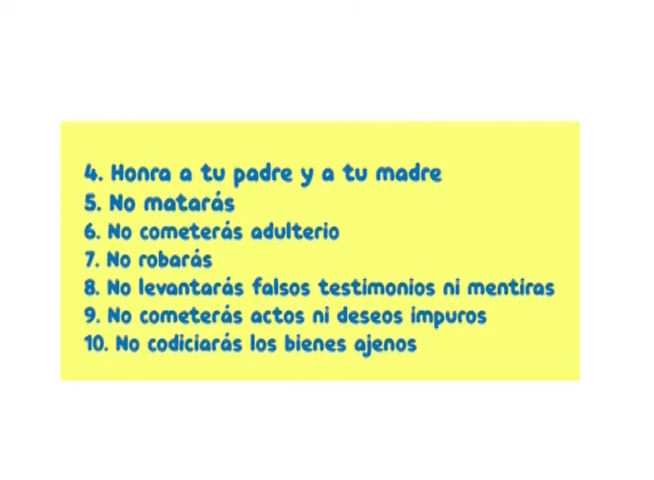 4. Honra a tu padre y a tu madre
5. No matarás
6. No cometerás adulterio
7. No robarás
8. No levantarás falsos testimonios ni mentiras
9. No cometerás actos ni deseos impuros
10. No codiciarás los bienes ajenos